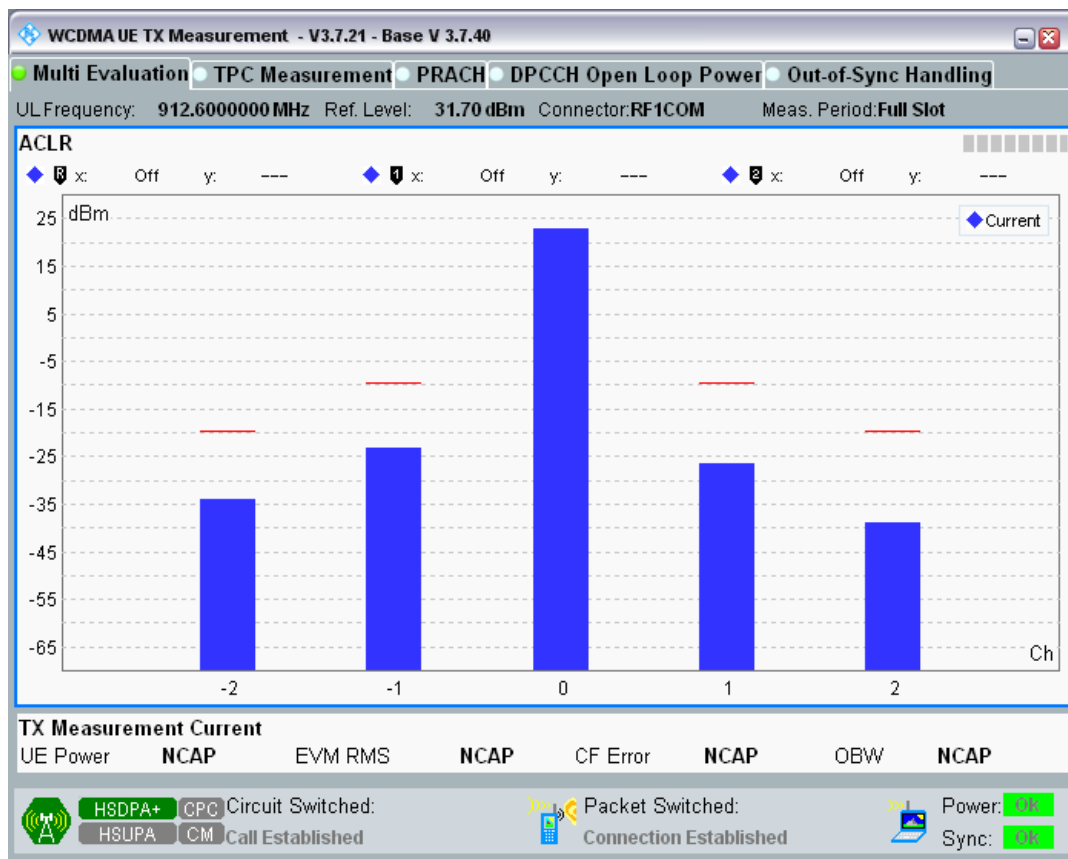 WCDMA UE TX Measurement - V3.7.21 - Base V 3.7.40
Multi Evaluation TPC Measurement PRACH DPCCH Open Loop Power Out-of-Sync Handling
UL Frequency: 912.6000000 MHz Ref. Level: 31.70 dBm Connector:RF1COM Meas. Period:Full Slot
ACLR
R x: Off y: --- 1 x: Off y: --- 2 x: Off y: ---
25 dBm Current
15
5
-5
-15
-25
-35
-45
-55
-65 Ch
-2 -1 0 1 2
TX Measurement Current
UE Power NCAP EVM RMS NCAP CF Error NCAP OBW NCAP
HSDPA+ CPC Circuit Switched: Packet Switched: Power: OK
HSUPA CM Call Established Connection Established Sync: OK